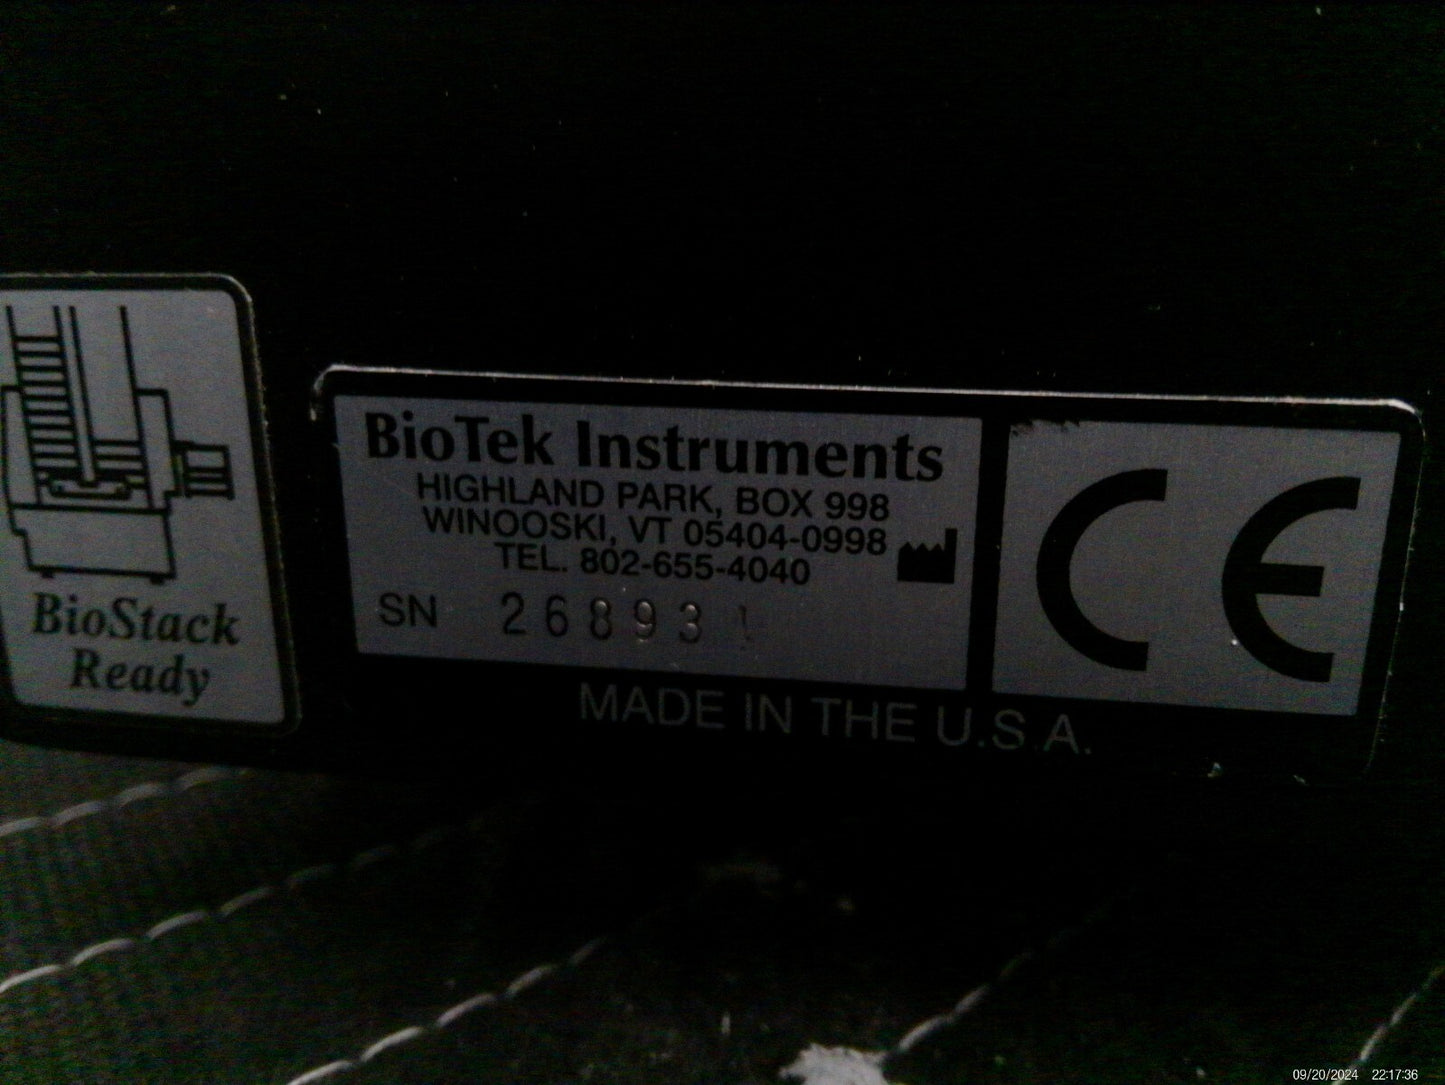 BioStack
Ready
BioTek Instruments
HIGHLAND PARK, BOX 998
WINOOSKI, VT 05404-0998
TEL. 802-655-4040
SN 268931
CE
MADE IN THE U.S.A.
09/20/2024 22:17:36